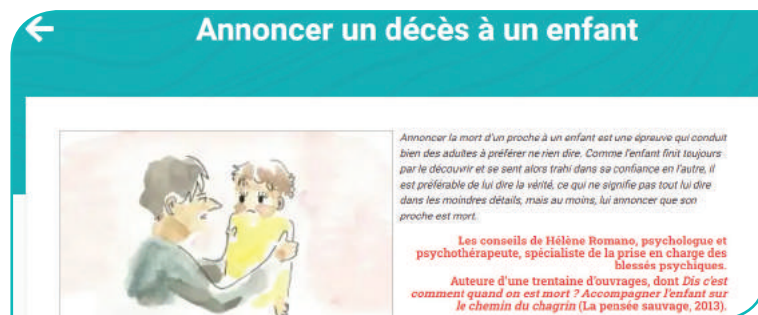 Annoncer un décès à un enfant
Annoncer la mort d'un proche à un enfant est une épreuve qui conduit
bien des adultes à préférer ne rien dire. Comme l'enfant finit toujours
par le découvrir et se sent alors trahi dans sa confiance en l'autre, il
est préférable de lui dire la vérité, ce qui ne signifie pas tout lui dire
dans les moindres détails, mais au moins, lui annoncer que son
proche est mort.
Les conseils de Hélène Romano, psychologue et
psychothérapeute, spécialiste de la prise en charge des
blessés psychiques.
Auteure d'une trentaine d'ouvrages, dont Dis c'est
comment quand on est mort ? Accompagner l'enfant sur
le chemin du chagrin (La pensée sauvage, 2013).